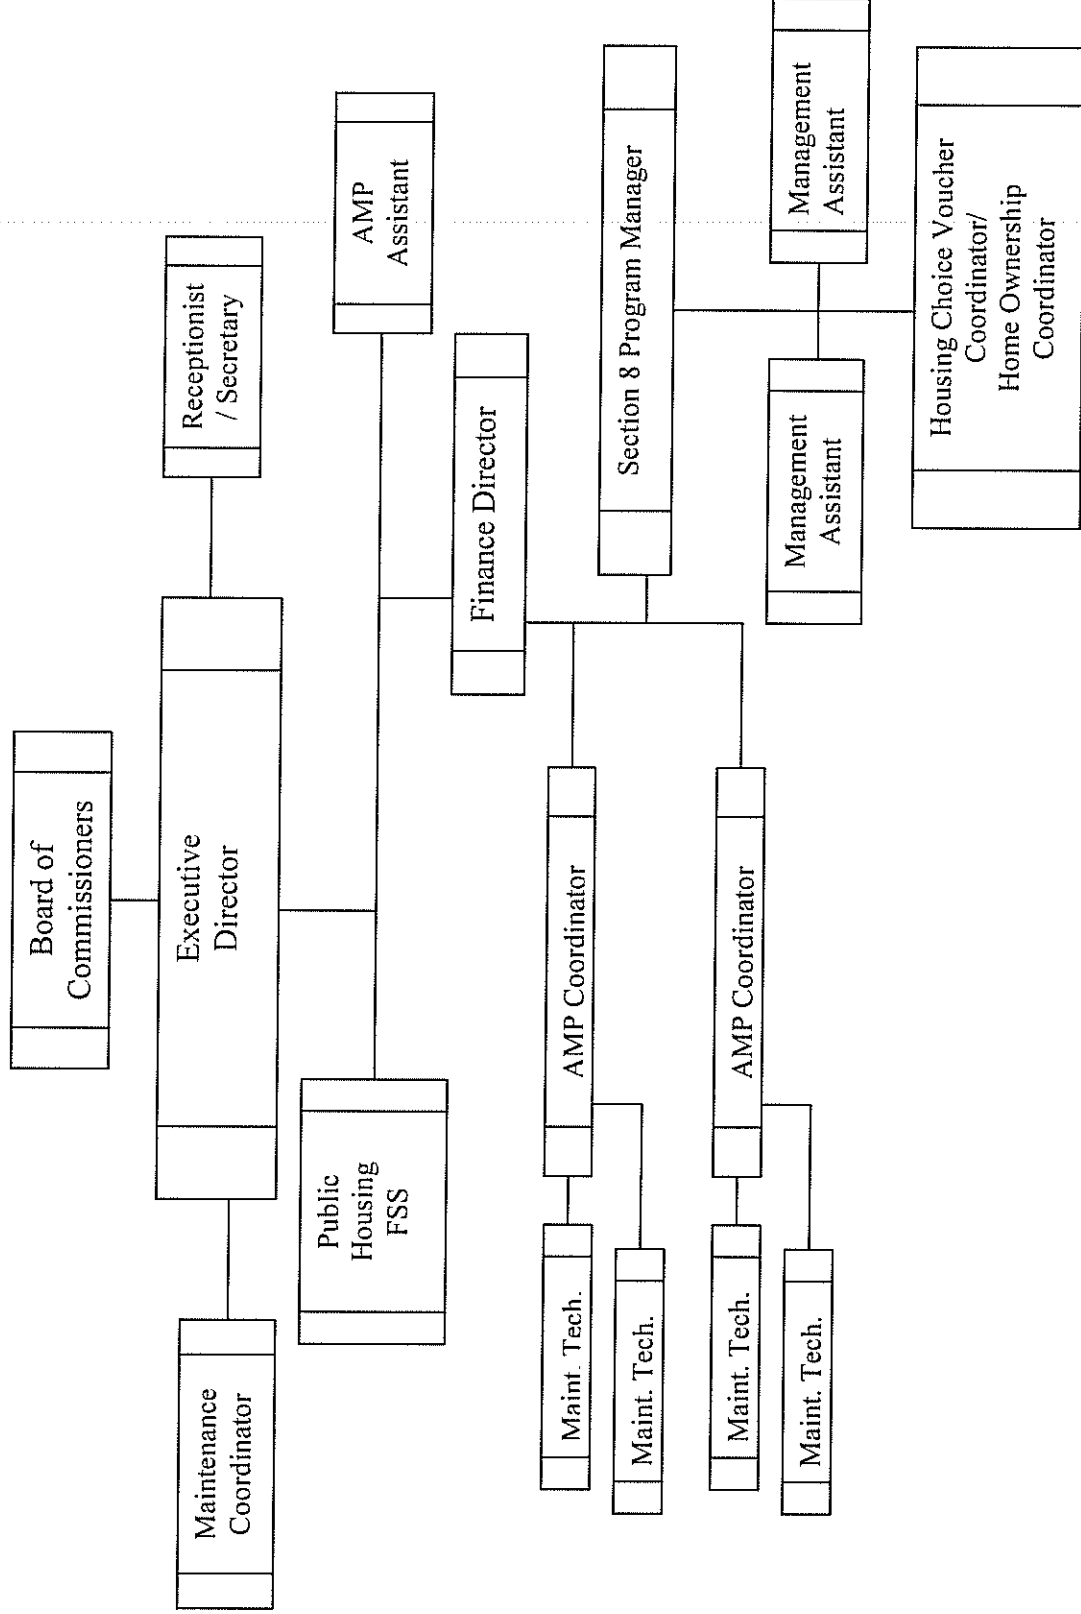 Board of
Commissioners
Executive
Director
Maintenance
Coordinator
Receptionist
/ Secretary
Public
Housing
FSS
AMP
Assistant
Finance Director
AMP Coordinator
Maint. Tech.
Maint. Tech.
AMP Coordinator
Maint. Tech.
Maint. Tech.
Section 8 Program Manager
Management
Assistant
Management
Assistant
Housing Choice Voucher
Coordinator/
Home Ownership
Coordinator